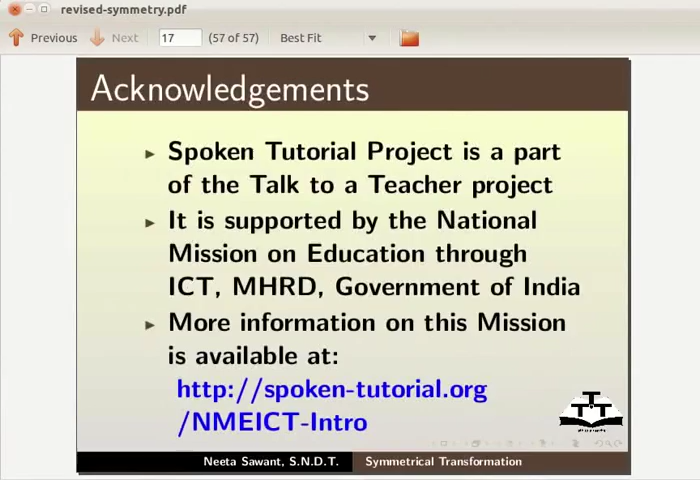 revised-symmetry.pdf
Previous Next 17 (57 of 57) Best Fit
Acknowledgements
Spoken Tutorial Project is a part
of the Talk to a Teacher project
It is supported by the National
Mission on Education through
ICT, MHRD, Government of India
More information on this Mission
is available at:
http://spoken-tutorial.org
/NMEICT-Intro
Neeta Sawant, S.N.D.T. Symmetrical Transformation